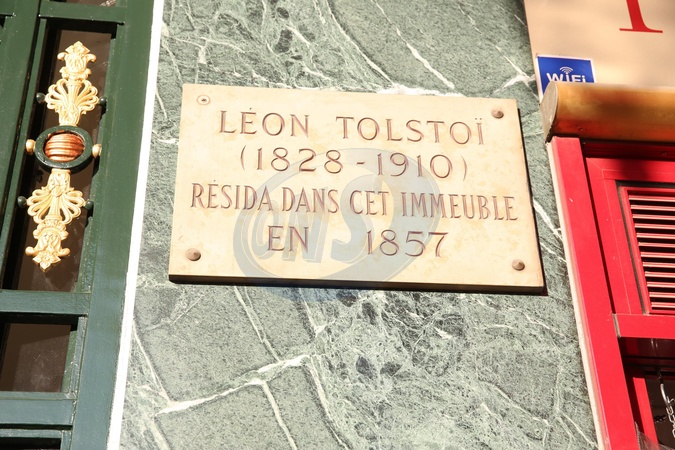 LÉON TOLSTOÏ
(1828-1910)
RÉSIDA DANS CET IMMEUBLE
EN 1857
WiFi